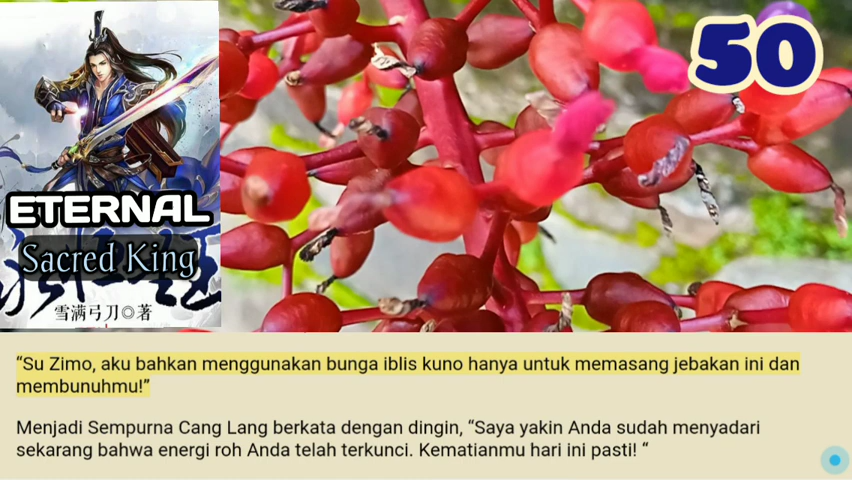 50
ETERNAL
Sacred King
雪满弓刀◎著
“Su Zimo, aku bahkan menggunakan bunga iblis kuno hanya untuk memasang jebakan ini dan
membunuhmu!”
Menjadi Sempurna Cang Lang berkata dengan dingin, “Saya yakin Anda sudah menyadari
sekarang bahwa energi roh Anda telah terkunci. Kematianmu hari ini pasti! “